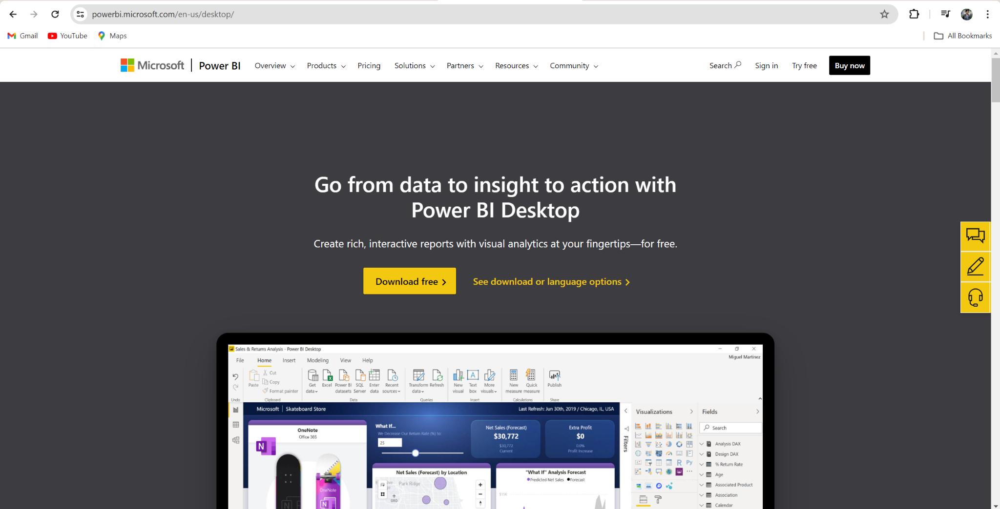 powerbi.microsoft.com/en-us/desktop/
Gmail YouTube Maps All Bookmarks
Microsoft Power BI Overview Products Pricing Solutions Partners Resources Community Search Sign in Try free Buy now
Go from data to insight to action with
Power BI Desktop
Create rich, interactive reports with visual analytics at your fingertips—for free.
Download free See download or language options
Sales & Returns Analysis - Power BI Desktop
Miguel Martinez
File Home Insert Modeling View Help
Cut
Copy
Format painter
Paste
Get data
Excel
Power BI datasets
SQL Server
Enter data
Recent sources
Transform data
Refresh
New visual
Text box
More visuals
New measure
Quick measure
Publish
Undo Clipboard Data Queries Insert Calculations Share
Microsoft Skateboard Store Last Refresh: Jun 30th, 2019 / Chicago, IL, USA
OneNote
Office 365
N
OneNote
N
N
What If...
We Decrease Our Return Rate (%) to:
25
Net Sales (Forecast)
$30,772
$30,772
Current
Extra Profit
$0
0.0%
Profit Increase
Net Sales (Forecast) by Location
Park Ridge
ORD
"What If" Analysis Forecast
Predicted Net Sales Forecast
$15K
Filters
Visualizations
R Py
Fields
Search
Analysis DAX
Design DAX
% Return Rate
Age
Associated Product
Association
Calendar